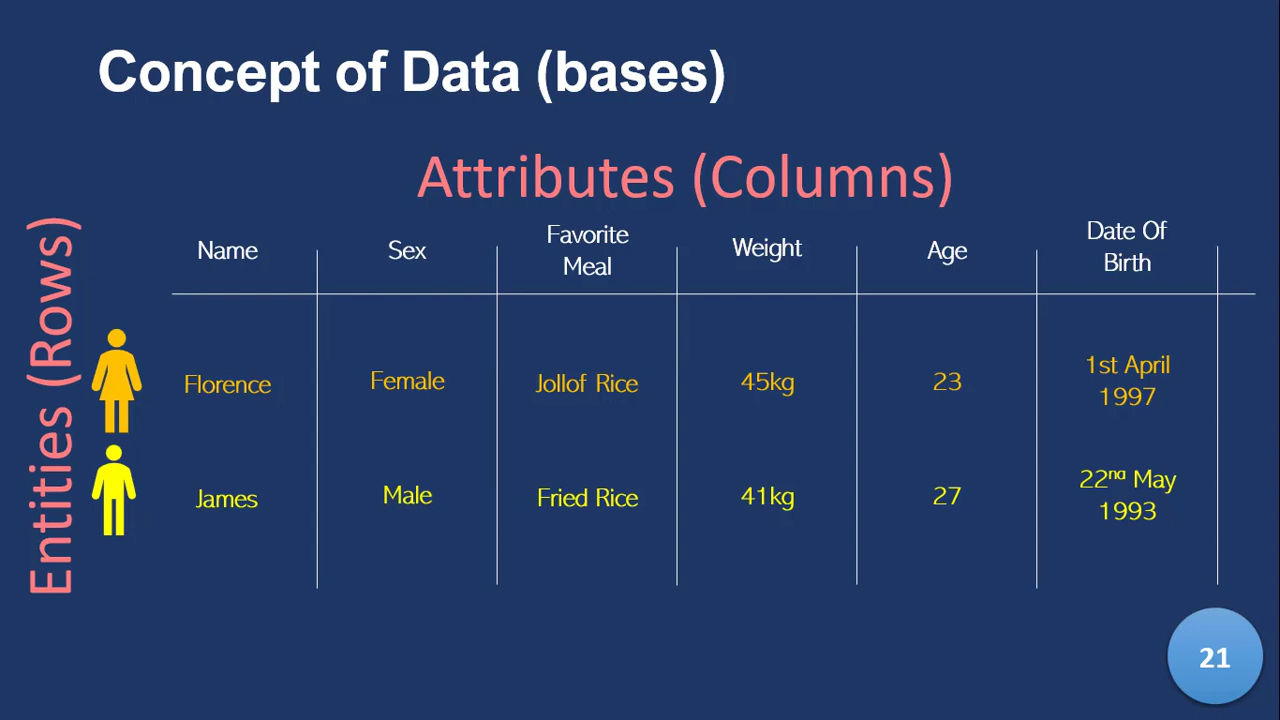 Concept of Data (bases)
Attributes (Columns)
Entities (Rows)
Name Sex Favorite Meal Weight Age Date Of Birth
Florence Female Jollof Rice 45kg 23 1st April 1997
James Male Fried Rice 41kg 27 22nd May 1993
21